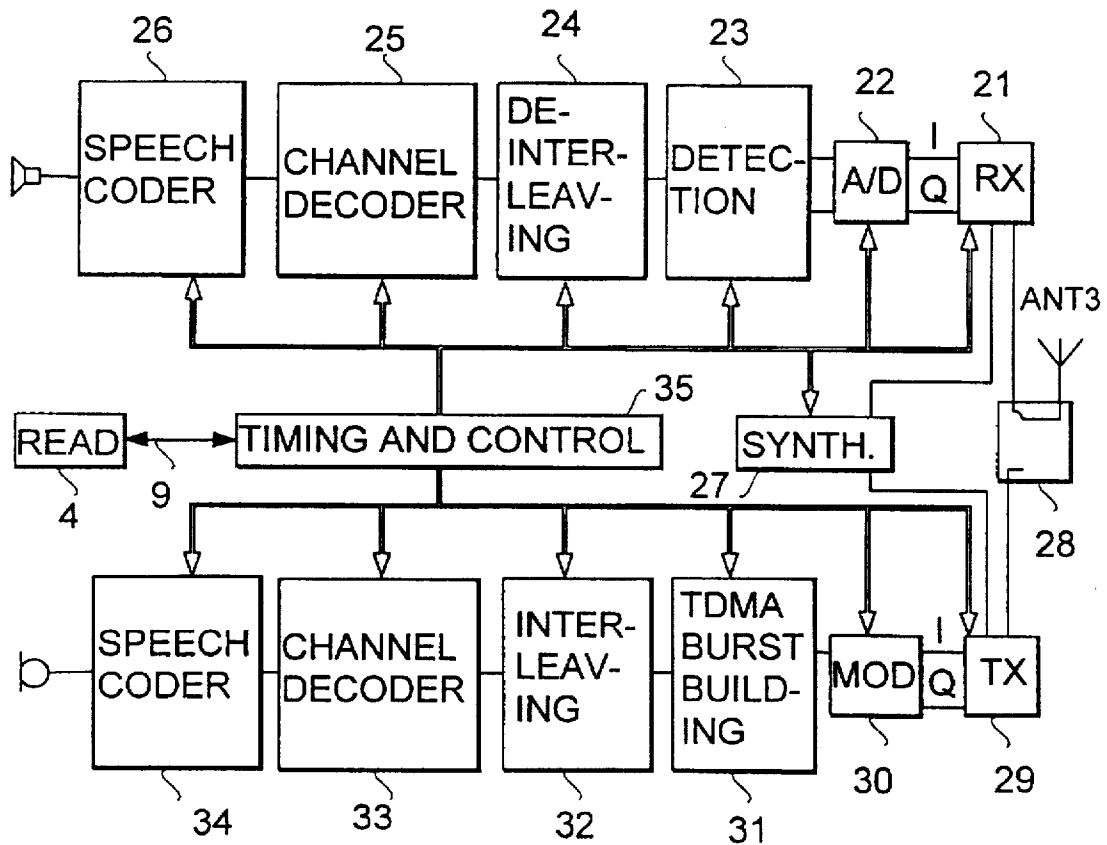 26
25
24
23
22
21
SPEECH
CODER
CHANNEL
DECODER
DE-
INTER-
LEAV-
ING
DETEC-
TION
A/D
I
Q
RX
ANT3
35
READ
TIMING AND CONTROL
SYNTH.
4
9
27
28
SPEECH
CODER
CHANNEL
DECODER
INTER-
LEAV-
ING
TDMA
BURST
BUILD-
ING
MOD
I
Q
TX
34
33
32
31
30
29